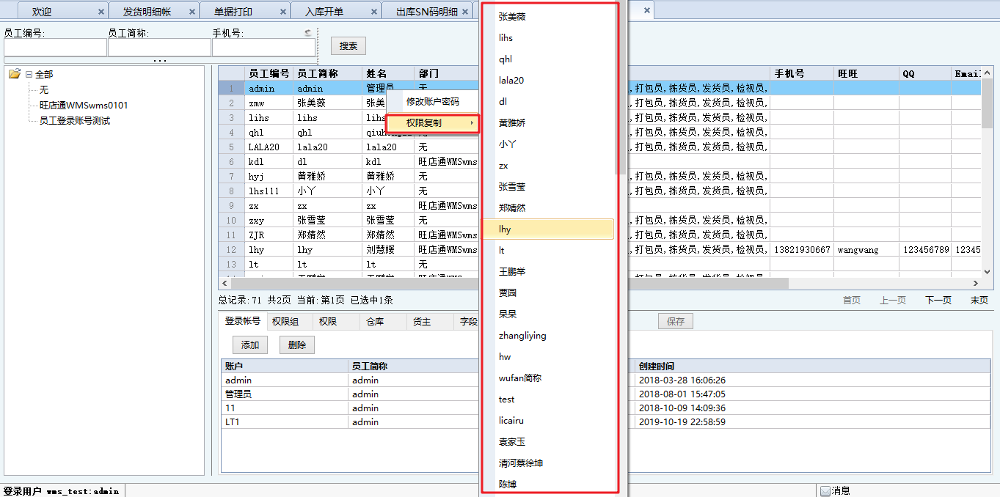 欢迎 发货明细帐 单据打印 入库开单 出库SN码明细
员工编号: 员工简称: 手机号:
搜索
全部
无
旺店通WMSwms0101
员工登录账号测试
员工编号 员工简称 姓名 部门 手机号 旺旺 QQ
1 admin admin 管理员 无 打包员,拣货员,发货员,检视员,
2 zmw 张美薇 张美 打包员,拣货员,发货员,检视员,
3 lihs lihs lihs 打包员,拣货员,发货员,检视员,
4 qhl qhl 打包员,拣货员,发货员,检视员,
5 LALA20 lala20 lala20 无 打包员,拣货员,发货员,检视员,
6 kdl dl kdl 旺店通WMSwms
7 hyj 黄雅娇 黄雅娇 无 打包员,拣货员,发货员,检视员,
8 lhs111 小丫 小丫 无 打包员,拣货员,发货员,检视员,
9 zx zx zx 旺店通WMSwms
10 zxy 张雪莹 张雪莹 无 打包员,拣货员,发货员,检视员,
11 ZJR 郑婧然 郑婧然 旺店通WMSwms 打包员,拣货员,发货员,检视员,
12 lhy lhy 刘慧媛 旺店通WMSwms 打包员,拣货员,发货员,检视员, 13821930667 wangwang 123456789 12345
13 lt lt lt 无
修改账户密码
权限复制
张美薇
lihs
qhl
lala20
dl
黄雅娇
小丫
zx
张雪莹
郑婧然
lhy
lt
王鹏举
贾园
呆呆
zhangliying
hw
wufan简称
test
licairu
袁家玉
清河蔡徐坤
陈博
总记录:71 共2页 当前:第1页 已选中1条 首页 上一页 下一页 末页
登录帐号 权限组 权限 仓库 货主 字段 保存
添加 删除
账户 员工简称 创建时间
admin admin 2018-03-28 16:06:26
管理员 admin 2018-08-01 15:47:05
11 admin 2018-10-09 14:09:36
LT1 admin 2019-10-19 22:58:59
登录用户 wms_test:admin 消息